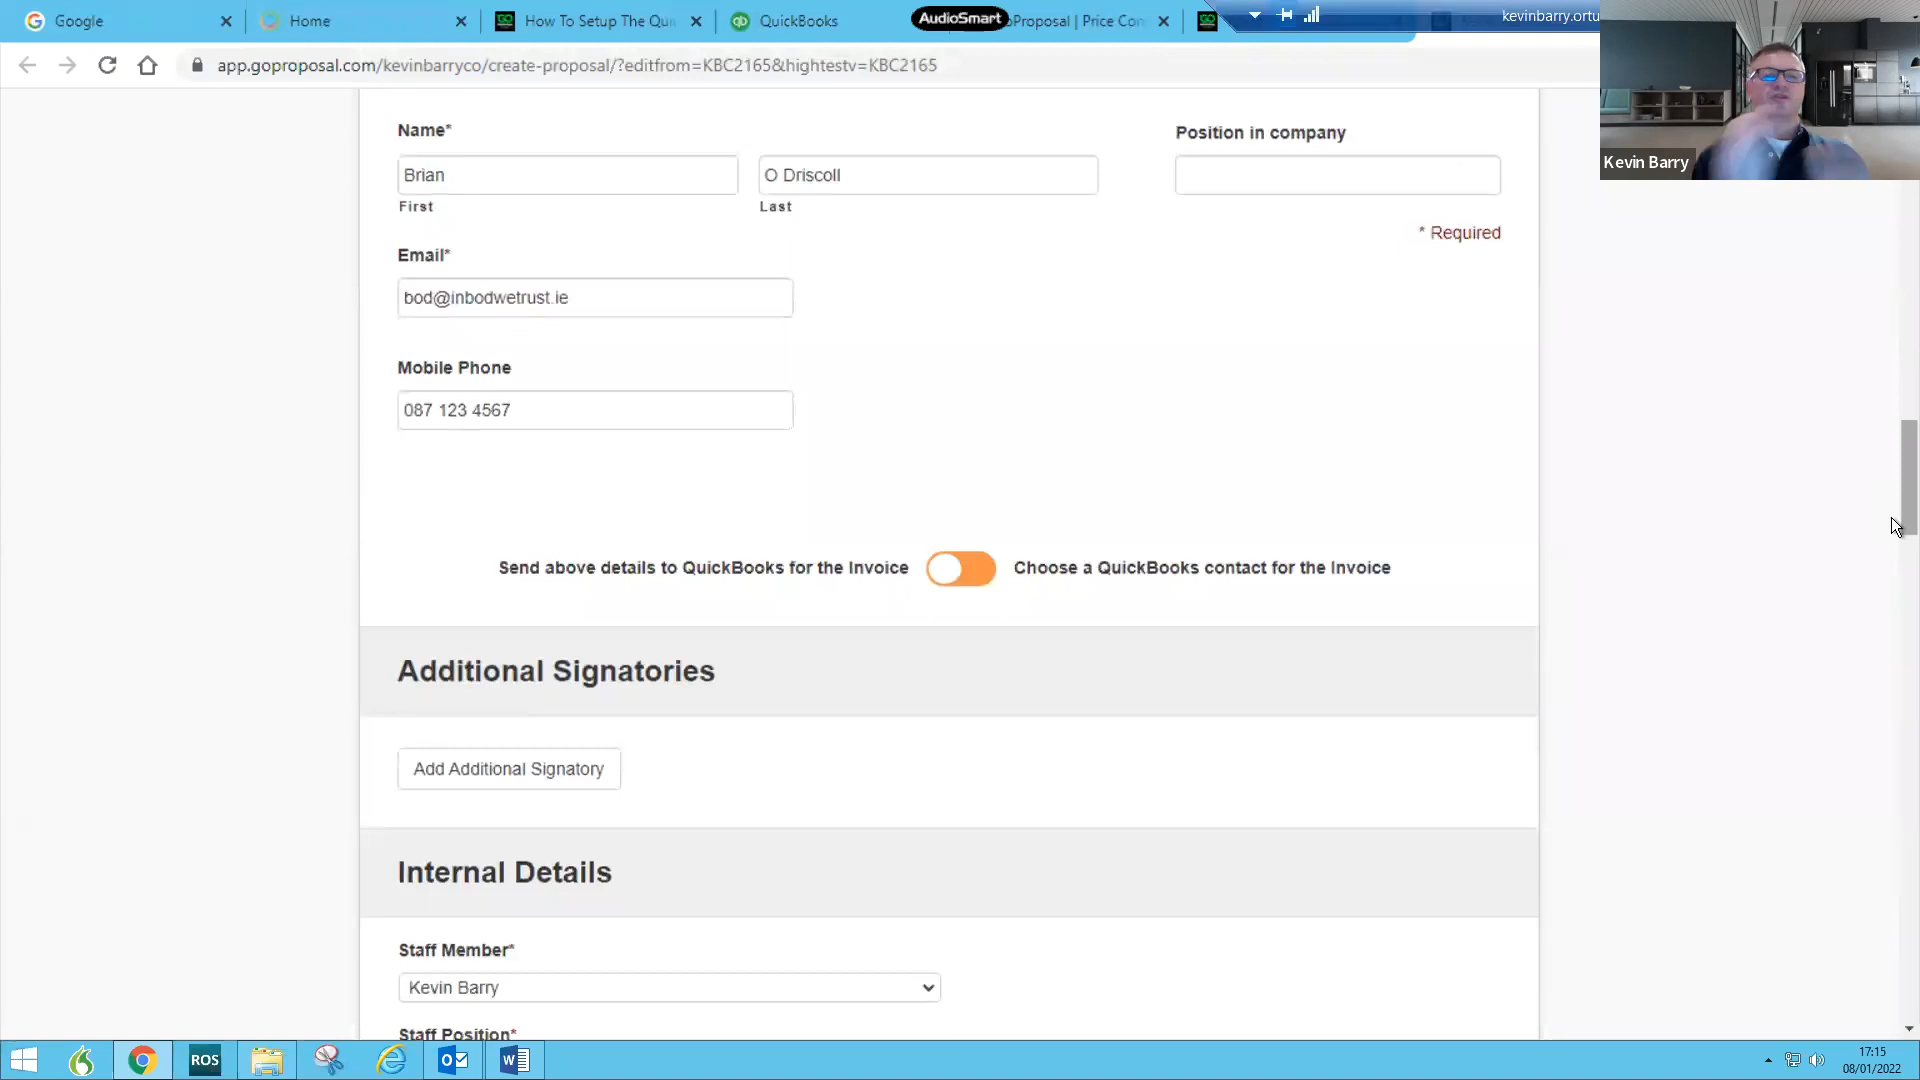 Google
Home
How To Setup The Qui
QuickBooks
AudioSmart
oProposal | Price Con
kevinbarry.ortu
app.goproposal.com/kevinbarryco/create-proposal/?editfrom=KBC2165&hightestv=KBC2165
Kevin Barry
Name*
Position in company
Brian
O Driscoll
First
Last
* Required
Email*
bod@inbodwetrust.ie
Mobile Phone
087 123 4567
Send above details to QuickBooks for the Invoice
Choose a QuickBooks contact for the Invoice
Additional Signatories
Add Additional Signatory
Internal Details
Staff Member*
Kevin Barry
Staff Position*
ROS
17:15
08/01/2022